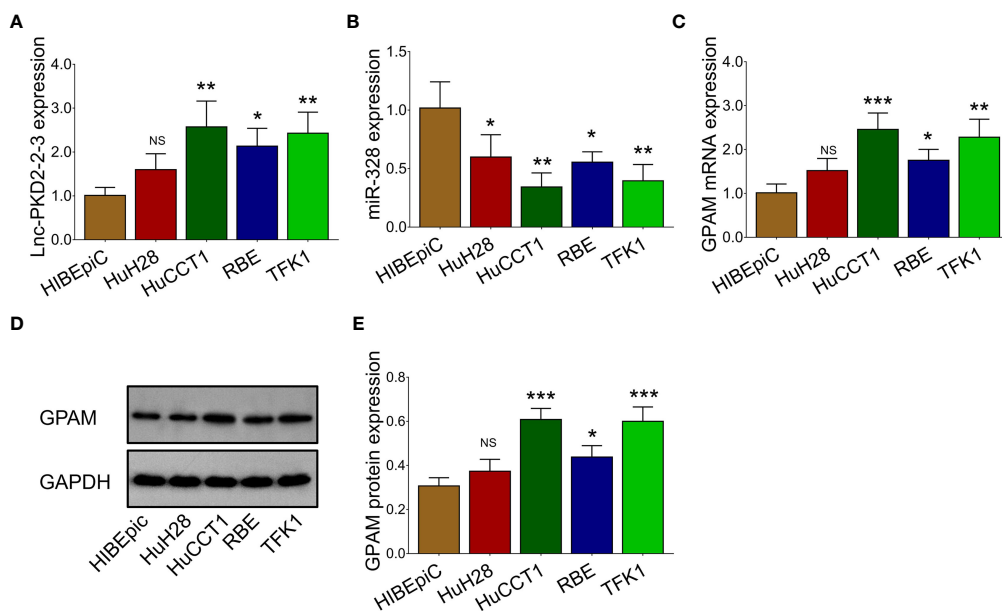 A
Lnc-PKD2-2-3 expression
4.0
3.0
2.0
1.0
0.0
NS
**
*
**
HIBEpiC
HuH28
HuCCT1
RBE
TFK1
B
miR-328 expression
1.5
1.0
0.5
0.0
*
**
*
**
HIBEpiC
HuH28
HuCCT1
RBE
TFK1
C
GPAM mRNA expression
4.0
3.0
2.0
1.0
0.0
NS
***
*
**
HIBEpiC
HuH28
HuCCT1
RBE
TFK1
D
GPAM
GAPDH
HIBEpic
HuH28
HuCCT1
RBE
TFK1
E
GPAM protein expression
0.8
0.6
0.4
0.2
0.0
NS
***
*
***
HIBEpiC
HuH28
HuCCT1
RBE
TFK1